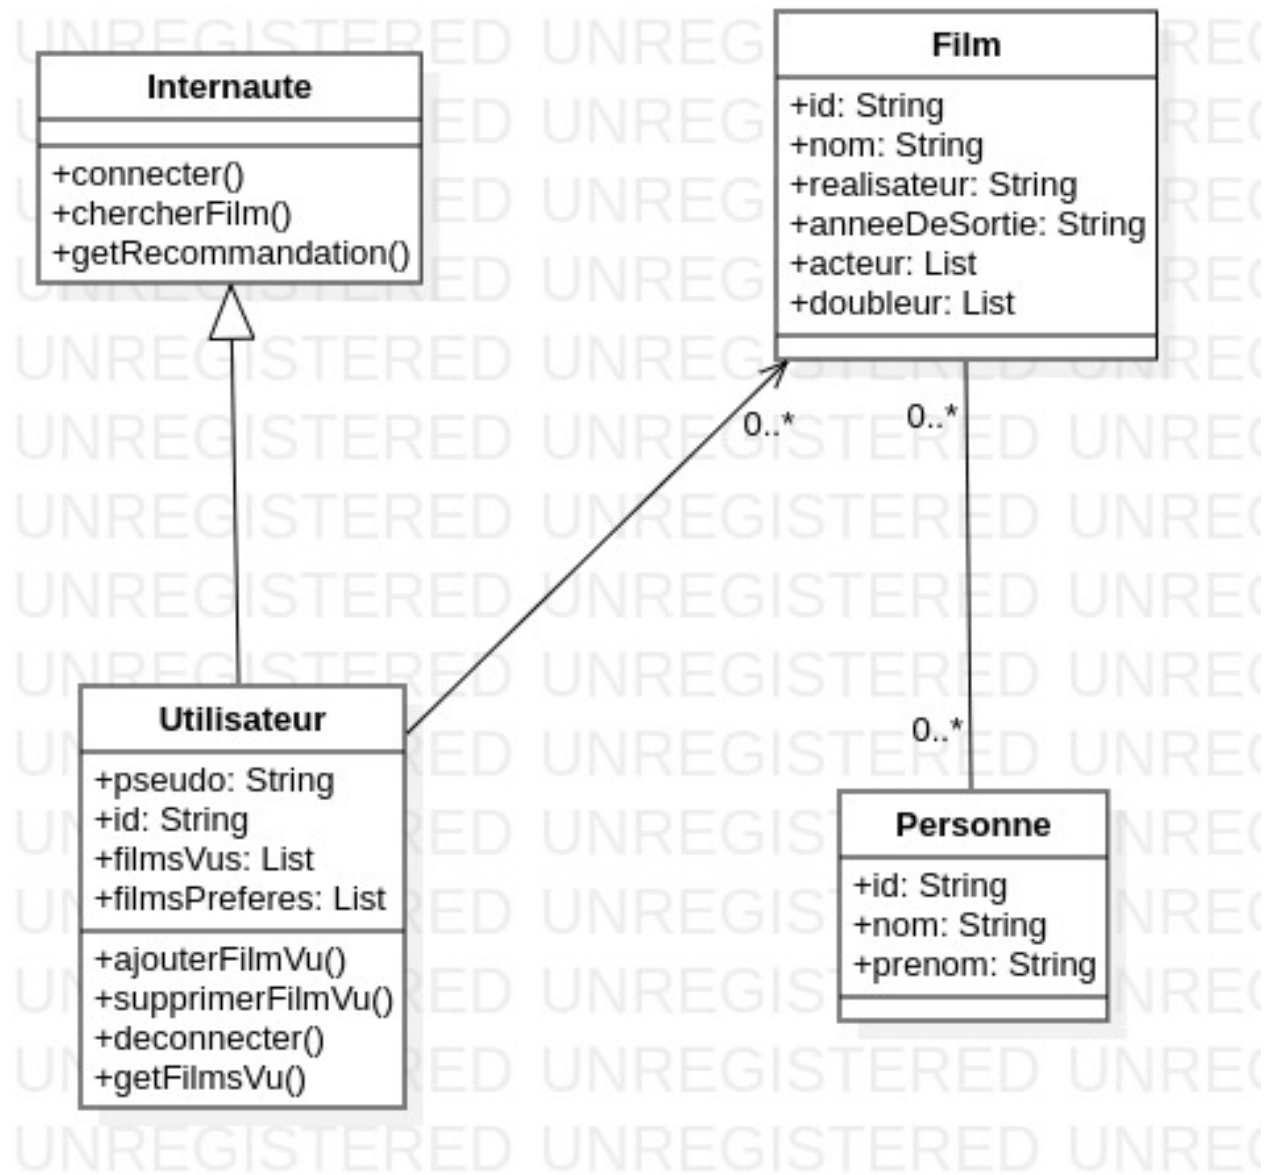 Internaute
+connecter()
+chercherFilm()
+getRecommandation()
Film
+id: String
+nom: String
+realisateur: String
+anneeDeSortie: String
+acteur: List
+doubleur: List
0..*
0..*
0..*
Utilisateur
+pseudo: String
+id: String
+filmsVus: List
+filmsPreferes: List
+ajouterFilmVu()
+supprimerFilmVu()
+deconnecter()
+getFilmsVu()
Personne
+id: String
+nom: String
+prenom: String
UNREGISTERED